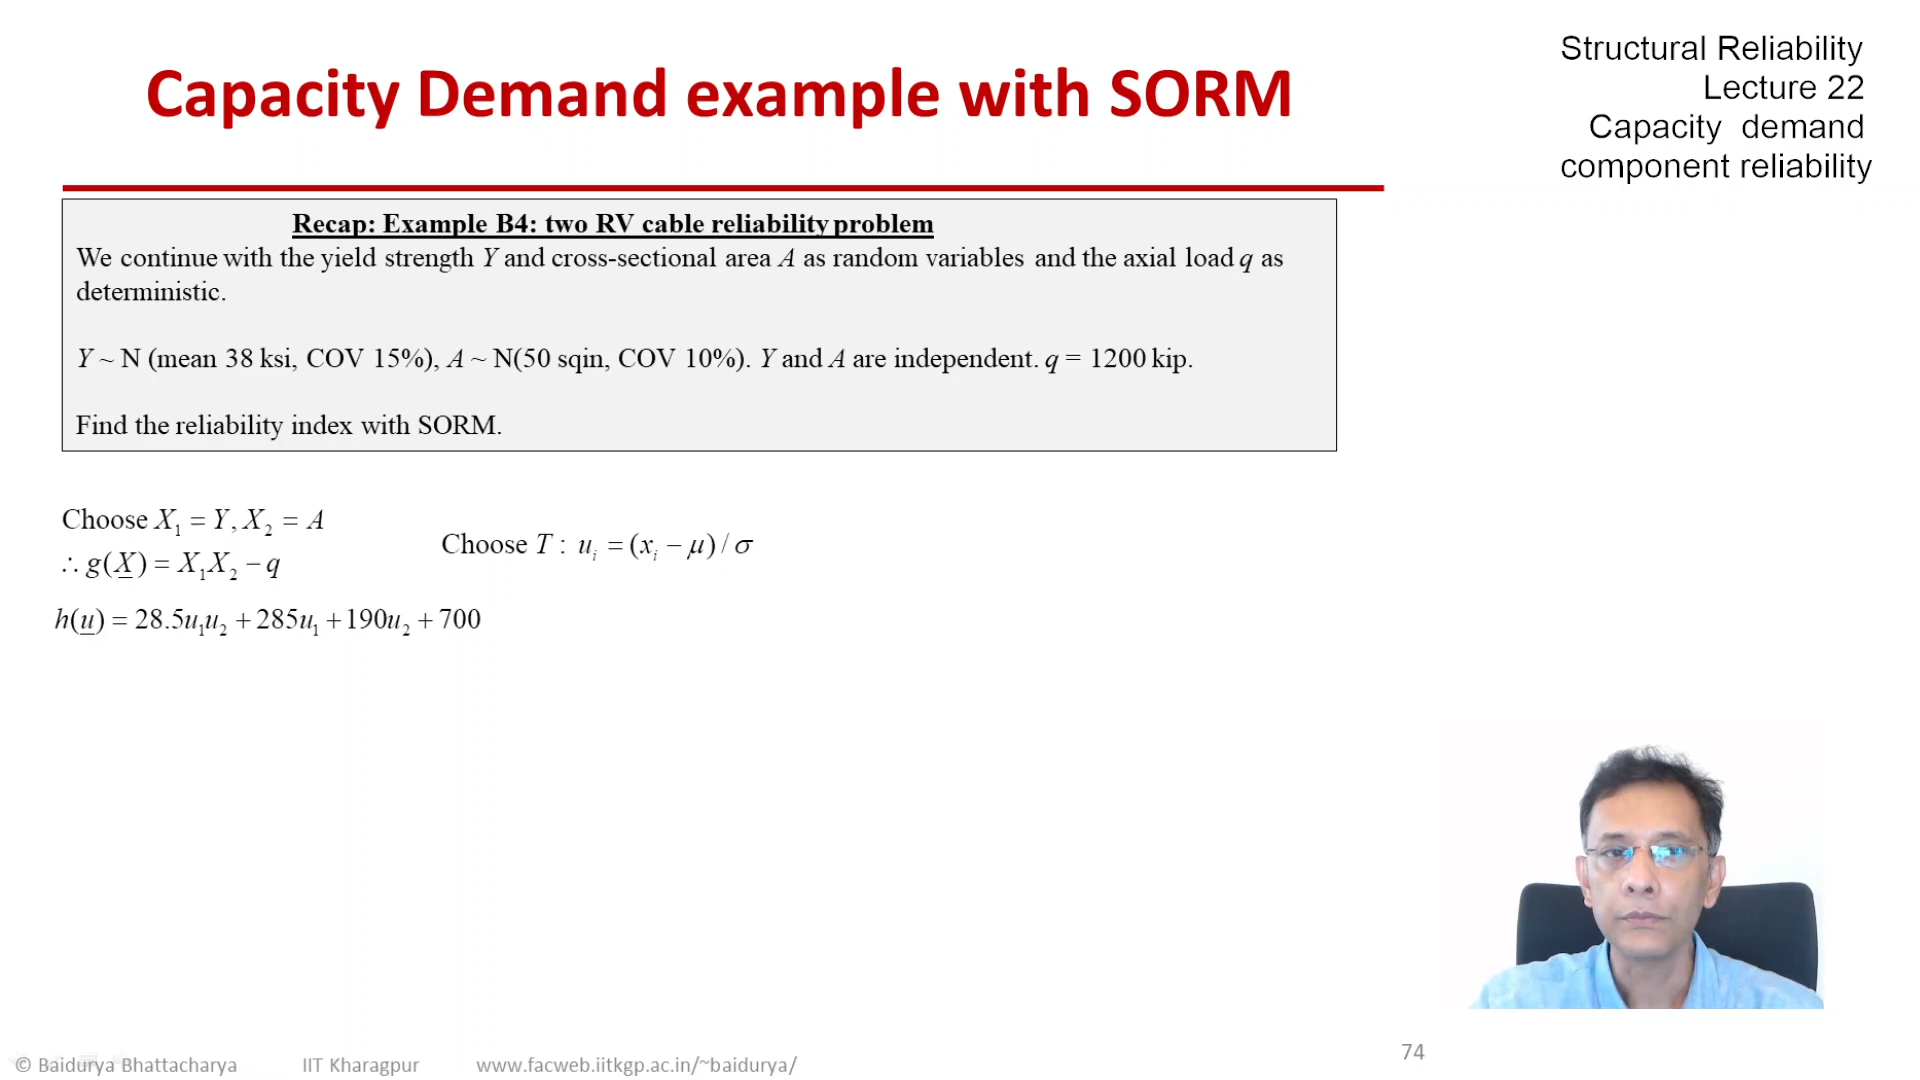 Capacity Demand example with SORM
Structural Reliability
Lecture 22
Capacity demand
component reliability
Recap: Example B4: two RV cable reliability problem
We continue with the yield strength Y and cross-sectional area A as random variables and the axial load q as
deterministic.
Y ~ N (mean 38 ksi, COV 15%), A ~ N(50 sqin, COV 10%). Y and A are independent. q = 1200 kip.
Find the reliability index with SORM.
Choose X₁ = Y, X₂ = A
∴ g(X) = X₁X₂ − q
Choose T : uᵢ = (xᵢ − μ) / σ
h(u) = 28.5u₁u₂ + 285u₁ + 190u₂ + 700
© Baidurya Bhattacharya IIT Kharagpur www.facweb.iitkgp.ac.in/~baidurya/
74